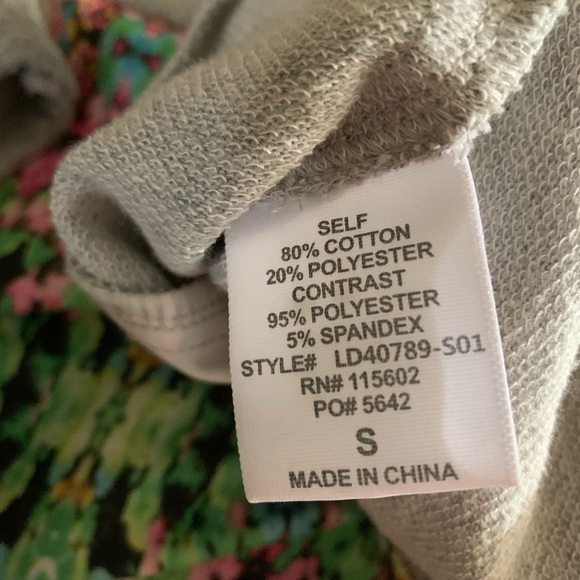 SELF
80% COTTON
20% POLYESTER
CONTRAST
95% POLYESTER
5% SPANDEX
STYLE# LD40789-S01
RN# 115602
PO# 5642
S
MADE IN CHINA